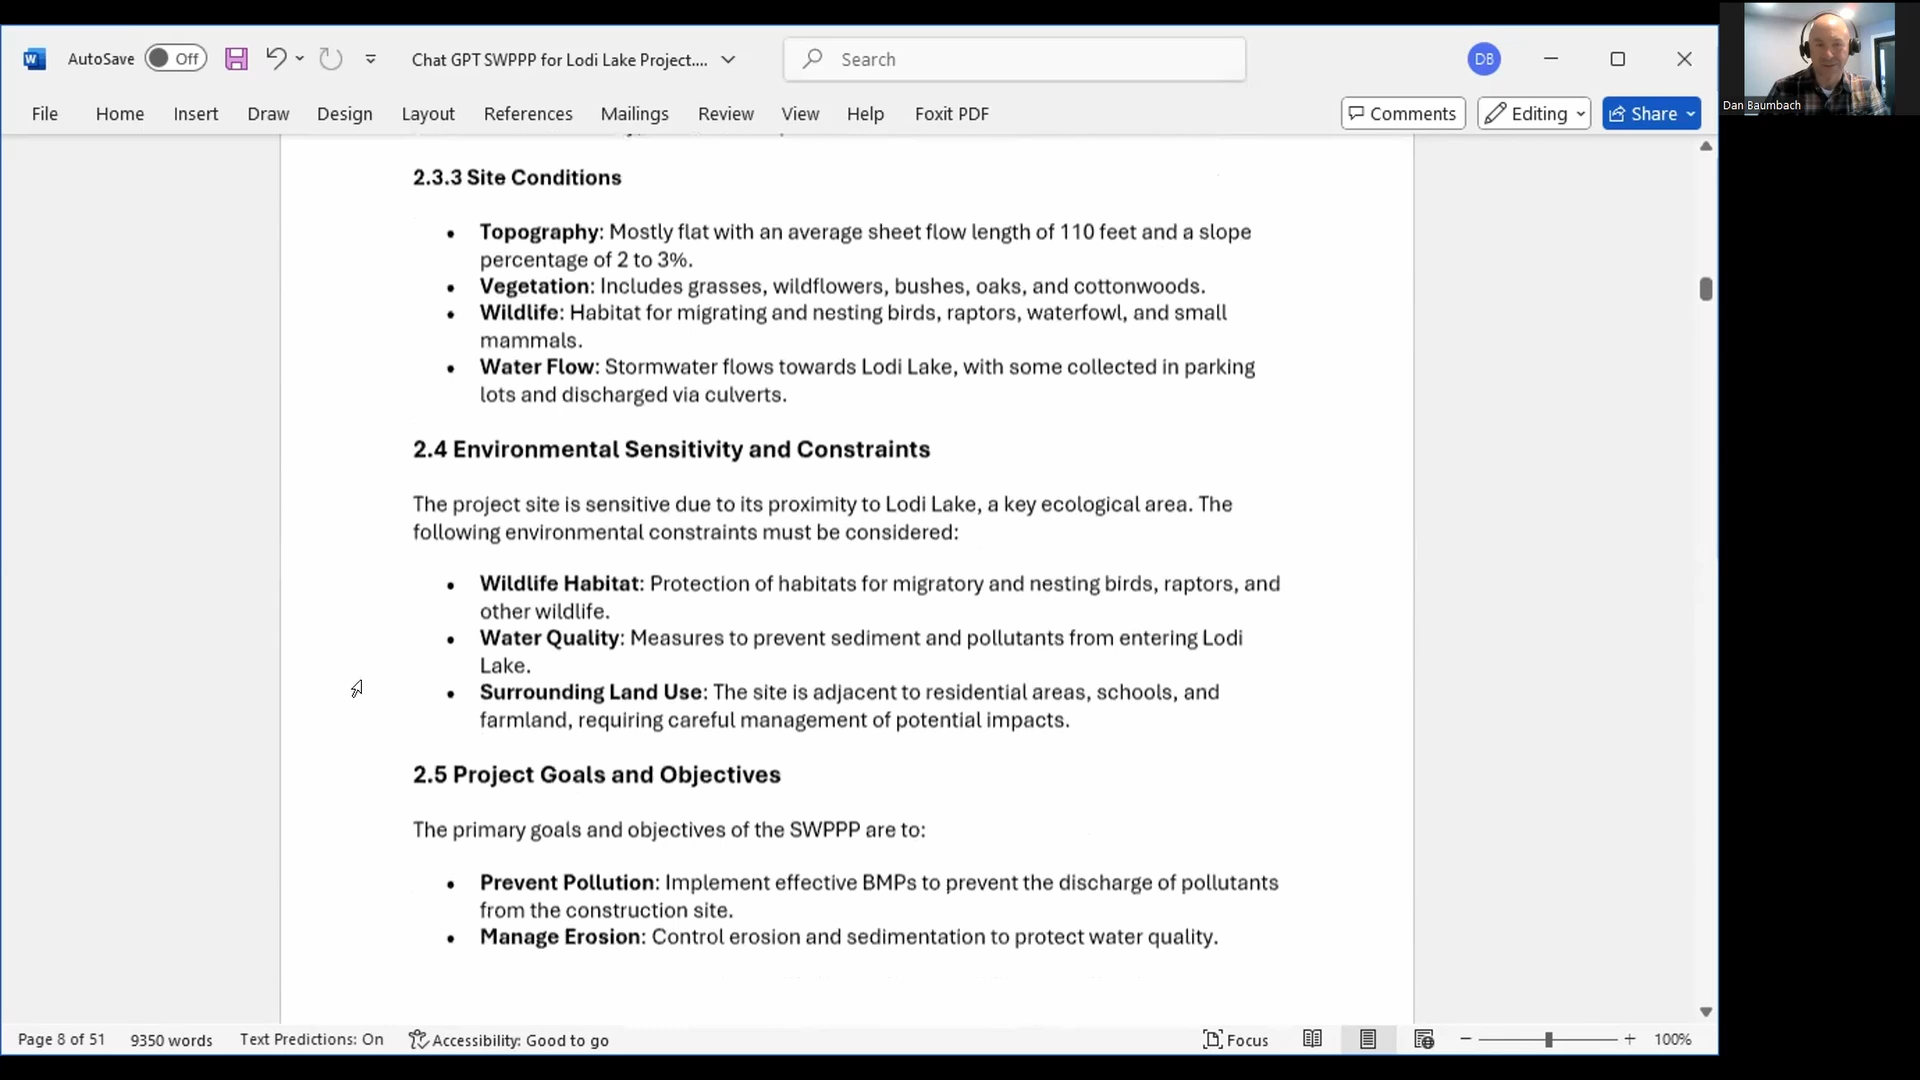 AutoSave Off Chat GPT SWPPP for Lodi Lake Project.... Search DB
Dan Baumbach
File Home Insert Draw Design Layout References Mailings Review View Help Foxit PDF Comments Editing Share
2.3.3 Site Conditions
• Topography: Mostly flat with an average sheet flow length of 110 feet and a slope
percentage of 2 to 3%.
• Vegetation: Includes grasses, wildflowers, bushes, oaks, and cottonwoods.
• Wildlife: Habitat for migrating and nesting birds, raptors, waterfowl, and small
mammals.
• Water Flow: Stormwater flows towards Lodi Lake, with some collected in parking
lots and discharged via culverts.
2.4 Environmental Sensitivity and Constraints
The project site is sensitive due to its proximity to Lodi Lake, a key ecological area. The
following environmental constraints must be considered:
• Wildlife Habitat: Protection of habitats for migratory and nesting birds, raptors, and
other wildlife.
• Water Quality: Measures to prevent sediment and pollutants from entering Lodi
Lake.
• Surrounding Land Use: The site is adjacent to residential areas, schools, and
farmland, requiring careful management of potential impacts.
2.5 Project Goals and Objectives
The primary goals and objectives of the SWPPP are to:
• Prevent Pollution: Implement effective BMPs to prevent the discharge of pollutants
from the construction site.
• Manage Erosion: Control erosion and sedimentation to protect water quality.
Page 8 of 51 9350 words Text Predictions: On Accessibility: Good to go Focus 100%